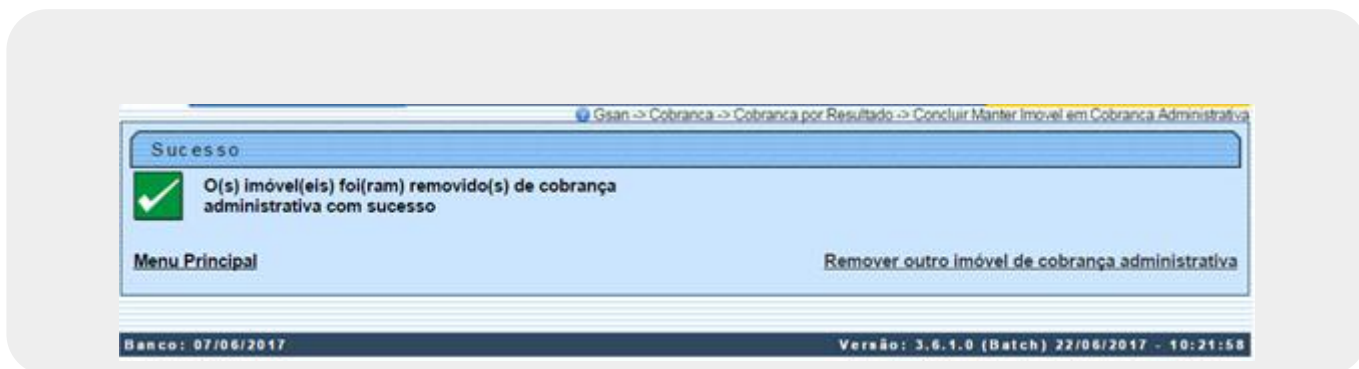 Gsan -> Cobranca -> Cobranca por Resultado -> Concluir Manter Imovel em Cobranca Administrativa
Sucesso
O(s) imóvel(eis) foi(ram) removido(s) de cobrança
administrativa com sucesso
Menu Principal
Remover outro imóvel de cobrança administrativa
Banco: 07/06/2017
Versão: 3.6.1.0 (Batch) 22/06/2017 - 10:21:58